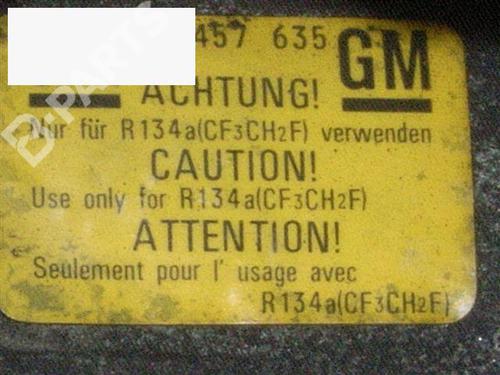 457 635
GM
ACHTUNG!
Nur für R134a(CF3CH2F) verwenden
CAUTION!
Use only for R134a(CF3CH2F)
ATTENTION!
Seulement pour l' usage avec
R134a(CF3CH2F)
B-PARTS